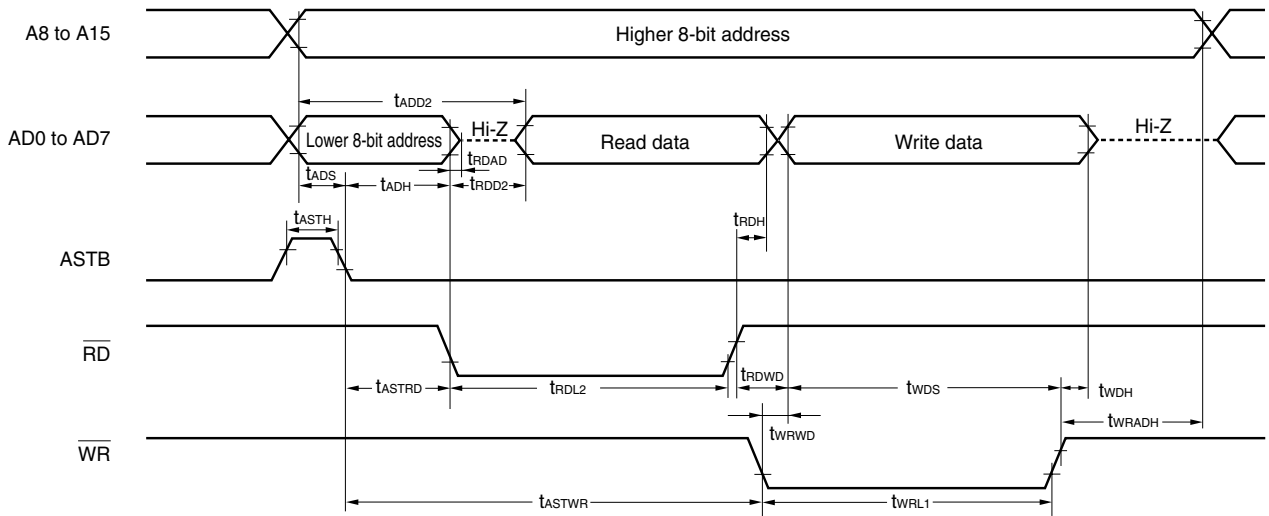 A8 to A15
Higher 8-bit address
tADD2
AD0 to AD7
Lower 8-bit address
Hi-Z
Read data
Write data
Hi-Z
tRDAD
tADS
tADH
tRDD2
tASTH
tRDH
ASTB
RD
tASTRD
tRDL2
tRDWD
tWDS
tWDH
tWRADH
tWRWD
WR
tASTWR
tWRL1